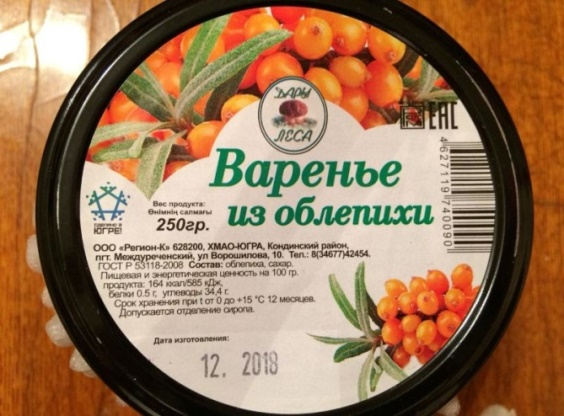 ДАРЫ
ЛЕСА
ЕАС
Варенье
из облепихи
4627119740090
СДЕЛАНО В
ЮГРЕ!
Вес продукта:
Өнімнің салмағы
250гр.
ООО «Регион-К» 628200, ХМАО-ЮГРА, Кондинский район,
пгт. Междуреченский, ул Ворошилова, 10. Тел.: 8(34677)42454.
ГОСТ Р 53118-2008 Состав: облепиха, сахар.
Пищевая и энергетическая ценность на 100 гр.
продукта: 164 ккал/585 кДж,
белки 0.5 г, углеводы 34,4 г.
Срок хранения при t от 0 до +15 °С 12 месяцев.
Допускается отделение сиропа.
Дата изготовления:
12. 2018